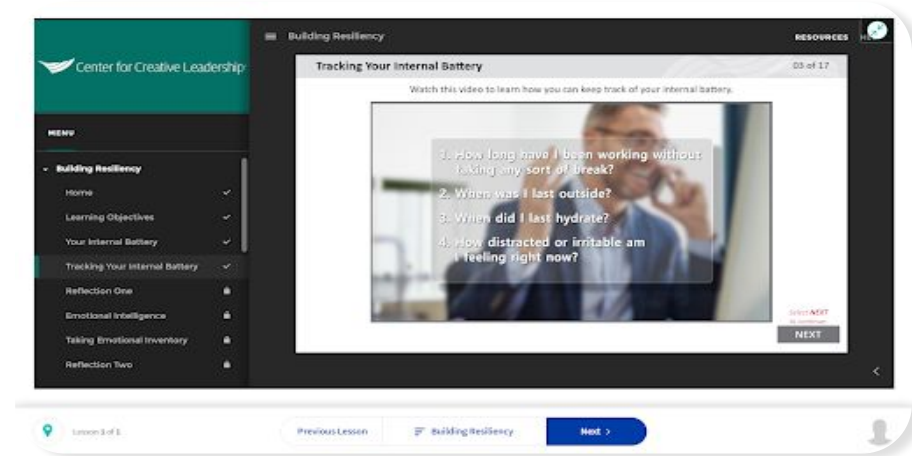 Building Resiliency
RESOURCES
Center for Creative Leadership
Tracking Your Internal Battery
03 of 17
Watch this video to learn how you can keep track of your internal battery.
MENU
1. How long have I been working without
taking any sort of break?
2. When was I last outside?
3. When did I last hydrate?
4. How distracted or irritable am
I feeling right now?
Building Resiliency
Home
Learning Objectives
Your Internal Battery
Tracking Your Internal Battery
Reflection One
Emotional Intelligence
Taking Emotional Inventory
Reflection Two
Select NEXT
NEXT
Lesson 1 of 1
Previous Lesson
Building Resiliency
Next >